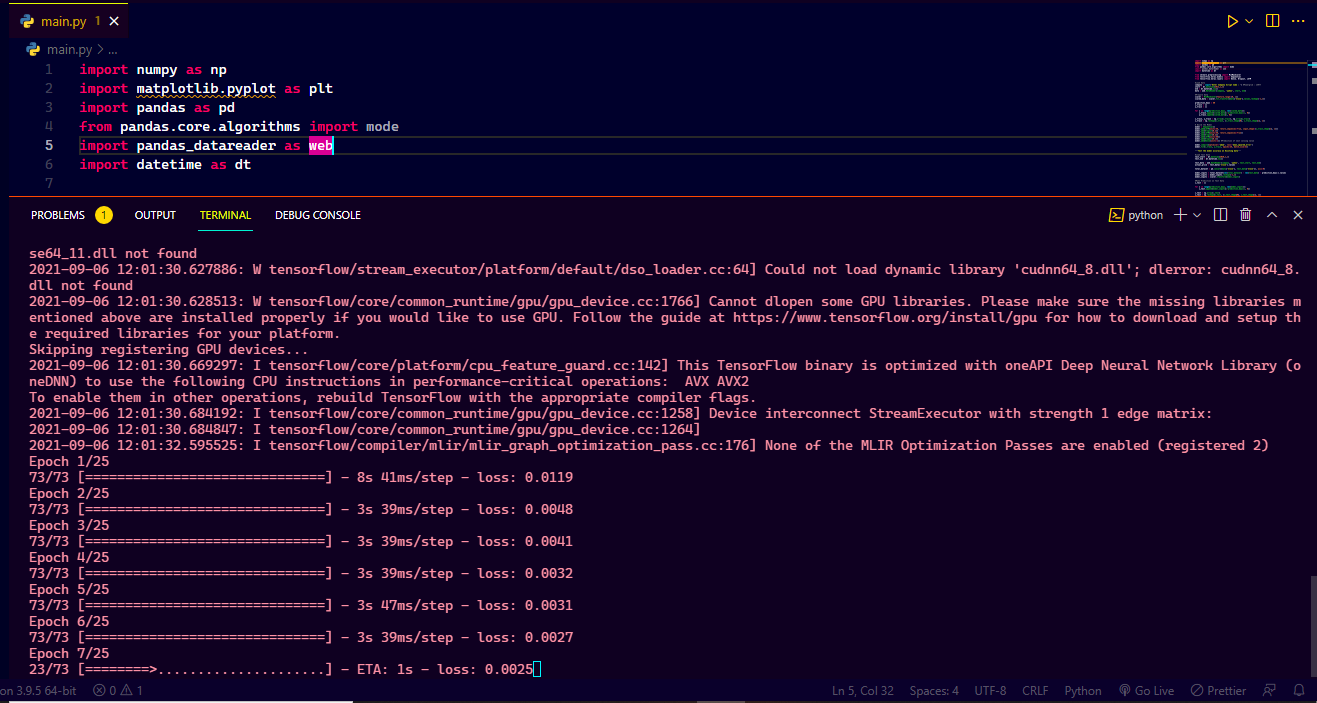 main.py 1
main.py > ...
1 import numpy as np
2 import matplotlib.pyplot as plt
3 import pandas as pd
4 from pandas.core.algorithms import mode
5 import pandas_datareader as web
6 import datetime as dt
7
PROBLEMS 1 OUTPUT TERMINAL DEBUG CONSOLE python
se64_11.dll not found
2021-09-06 12:01:30.627886: W tensorflow/stream_executor/platform/default/dso_loader.cc:64] Could not load dynamic library 'cudnn64_8.dll'; dlerror: cudnn64_8.
dll not found
2021-09-06 12:01:30.628513: W tensorflow/core/common_runtime/gpu/gpu_device.cc:1766] Cannot dlopen some GPU libraries. Please make sure the missing libraries m
entioned above are installed properly if you would like to use GPU. Follow the guide at https://www.tensorflow.org/install/gpu for how to download and setup th
e required libraries for your platform.
Skipping registering GPU devices...
2021-09-06 12:01:30.669297: I tensorflow/core/platform/cpu_feature_guard.cc:142] This TensorFlow binary is optimized with oneAPI Deep Neural Network Library (o
neDNN) to use the following CPU instructions in performance-critical operations:  AVX AVX2
To enable them in other operations, rebuild TensorFlow with the appropriate compiler flags.
2021-09-06 12:01:30.684192: I tensorflow/core/common_runtime/gpu/gpu_device.cc:1258] Device interconnect StreamExecutor with strength 1 edge matrix:
2021-09-06 12:01:30.684847: I tensorflow/core/common_runtime/gpu/gpu_device.cc:1264]
2021-09-06 12:01:32.595525: I tensorflow/compiler/mlir/mlir_graph_optimization_pass.cc:176] None of the MLIR Optimization Passes are enabled (registered 2)
Epoch 1/25
73/73 [==============================] - 8s 41ms/step - loss: 0.0119
Epoch 2/25
73/73 [==============================] - 3s 39ms/step - loss: 0.0048
Epoch 3/25
73/73 [==============================] - 3s 39ms/step - loss: 0.0041
Epoch 4/25
73/73 [==============================] - 3s 39ms/step - loss: 0.0032
Epoch 5/25
73/73 [==============================] - 3s 47ms/step - loss: 0.0031
Epoch 6/25
73/73 [==============================] - 3s 39ms/step - loss: 0.0027
Epoch 7/25
23/73 [========>.....................] - ETA: 1s - loss: 0.0025
on 3.9.5 64-bit 0 1 Ln 5, Col 32 Spaces: 4 UTF-8 CRLF Python Go Live Prettier